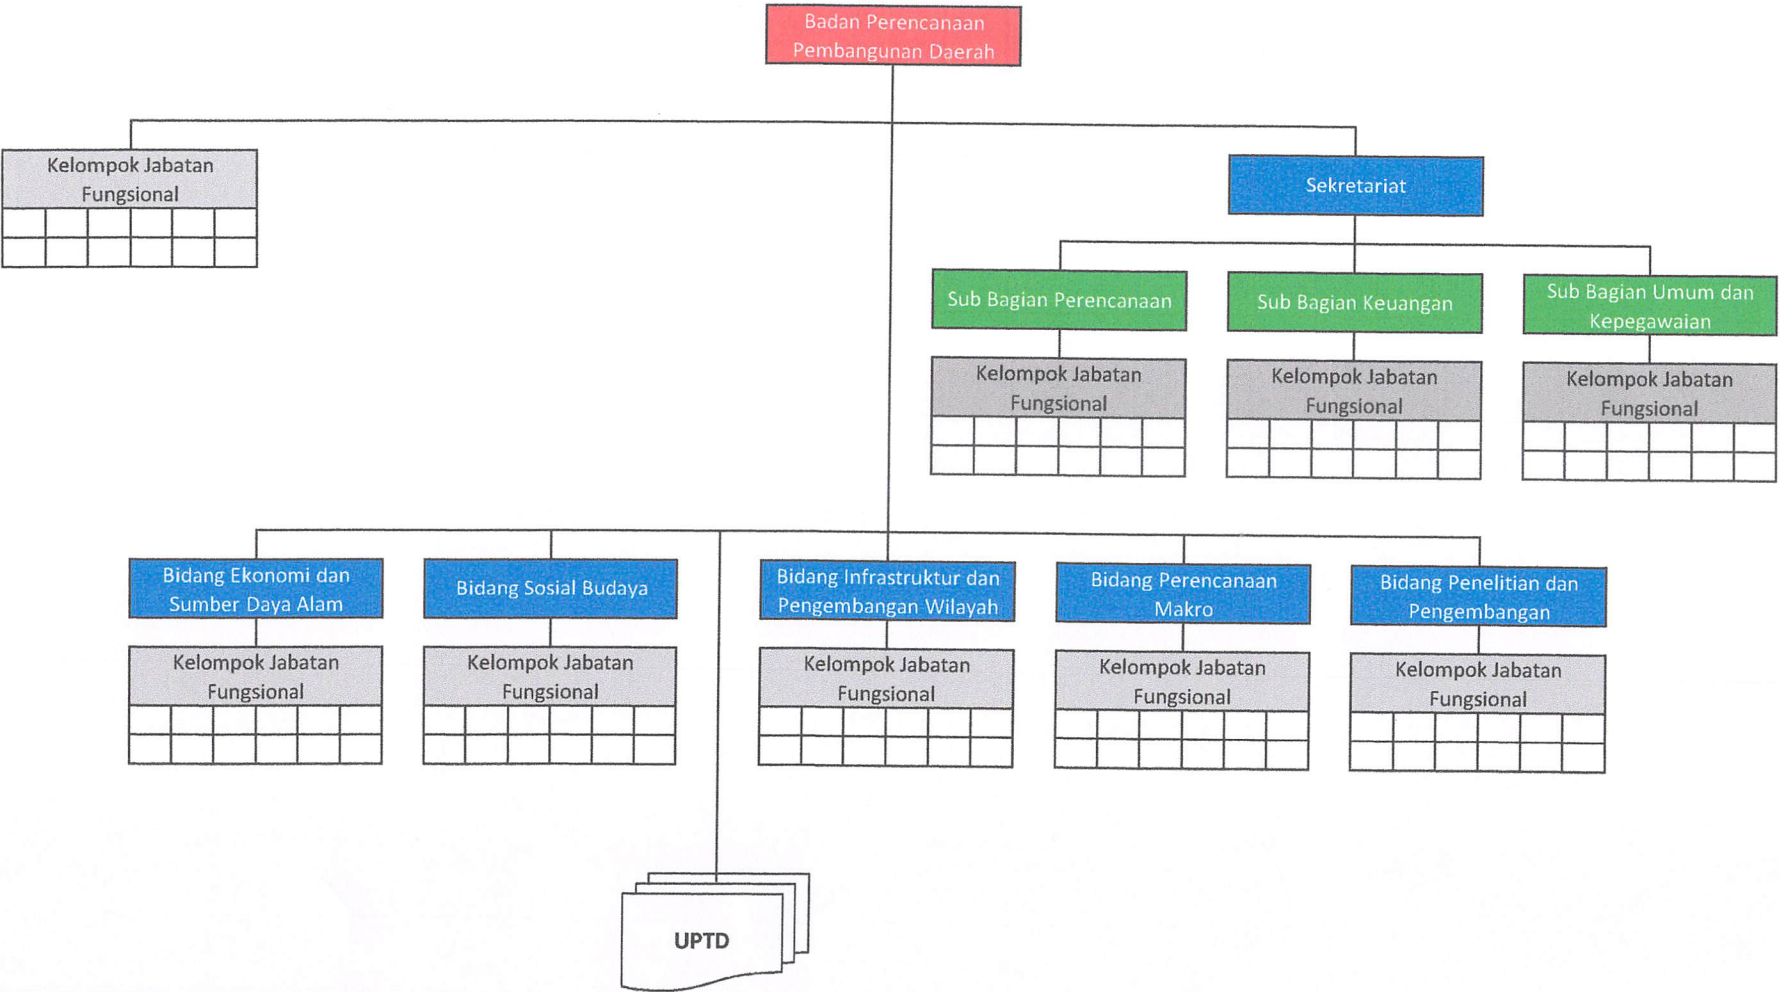 Badan Perencanaan
Pembangunan Daerah
Kelompok Jabatan
Fungsional
Sekretariat
Sub Bagian Perencanaan
Sub Bagian Keuangan
Sub Bagian Umum dan
Kepegawaian
Kelompok Jabatan
Fungsional
Kelompok Jabatan
Fungsional
Kelompok Jabatan
Fungsional
Bidang Ekonomi dan
Sumber Daya Alam
Bidang Sosial Budaya
Bidang Infrastruktur dan
Pengembangan Wilayah
Bidang Perencanaan
Makro
Bidang Penelitian dan
Pengembangan
Kelompok Jabatan
Fungsional
Kelompok Jabatan
Fungsional
Kelompok Jabatan
Fungsional
Kelompok Jabatan
Fungsional
Kelompok Jabatan
Fungsional
UPTD